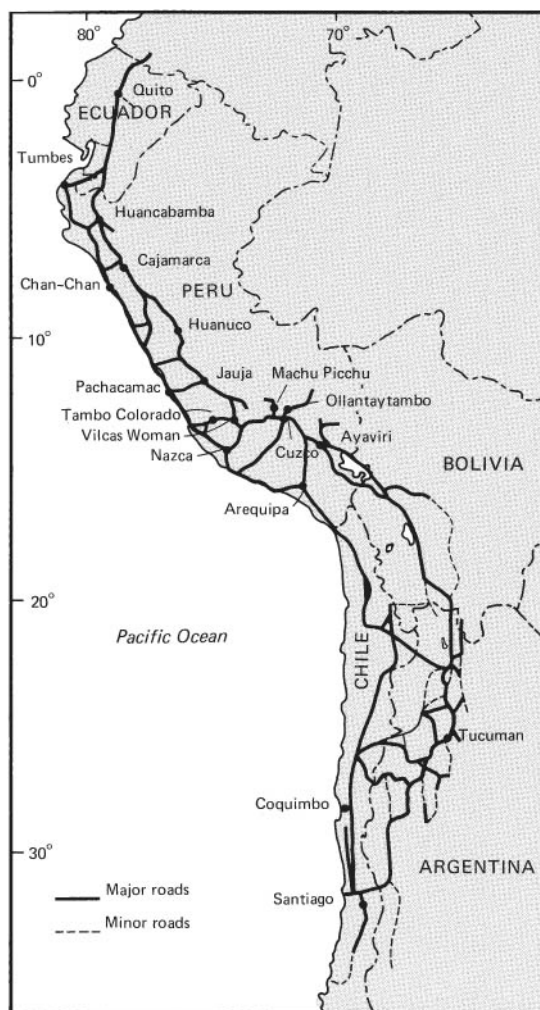 80°
70°
0°
Quito
ECUADOR
Tumbes
Huancabamba
Cajamarca
Chan-Chan
PERU
Huanuco
10°
Jauja
Machu Picchu
Pachacamac
Ollantaytambo
Tambo Colorado
Ayaviri
Vilcas Woman
Cuzco
Nazca
BOLIVIA
Arequipa
20°
Pacific Ocean
CHILE
Tucuman
Coquimbo
30°
ARGENTINA
Major roads
Santiago
Minor roads